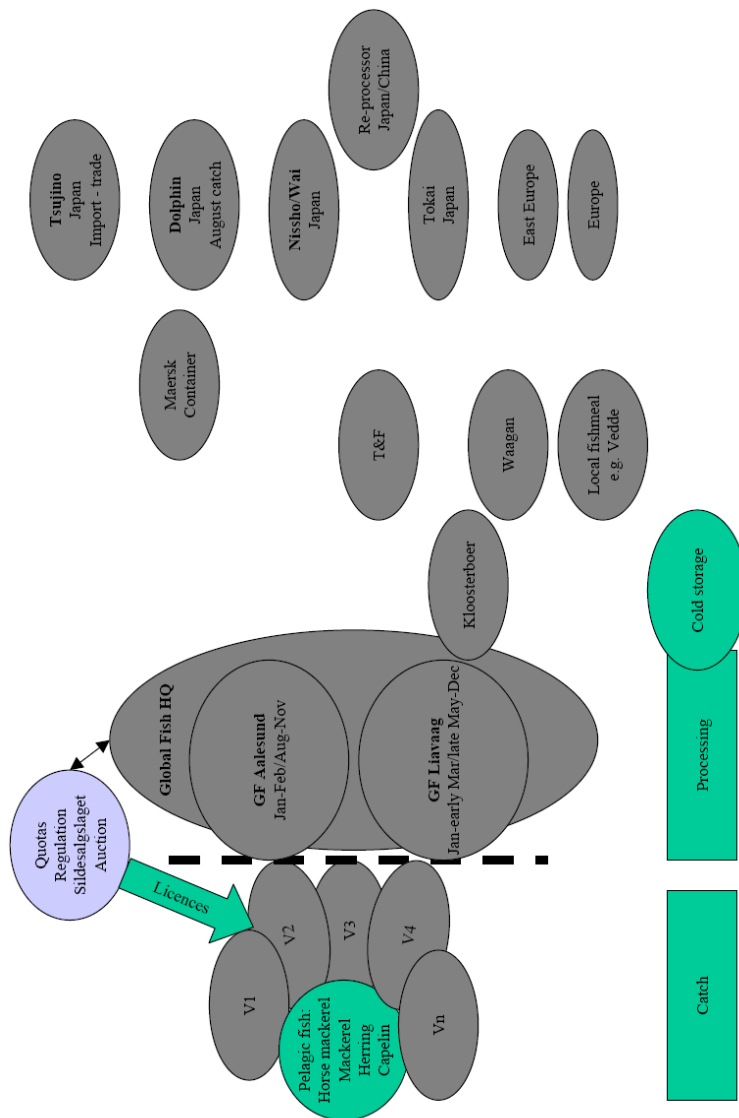 Quotas
Regulation
Sildesalgslaget
Auction
Licences
V1
V2
V3
V4
Vn
Pelagic fish:
Horse mackerel
Mackerel
Herring
Capelin
Global Fish HQ
GF Aalesund
Jan-Feb/Aug-Nov
GF Liavaag
Jan-early Mar/late May-Dec
Kloosterboer
T&F
Waagan
Local fishmeal
e.g. Vedde
Maersk
Container
Tsujino
Japan
Import - trade
Dolphin
Japan
August catch
Nissho/Wai
Japan
Re-processor
Japan/China
Tokai
Japan
East Europe
Europe
Catch
Processing
Cold storage